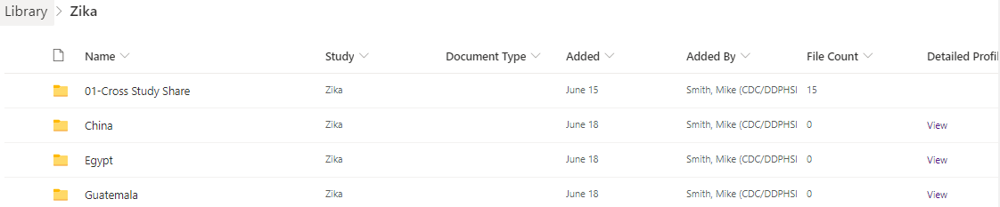 Library > Zika
Name Study Document Type Added Added By File Count Detailed Profil
01-Cross Study Share Zika June 15 Smith, Mike (CDC/DDPHSI 15
China Zika June 18 Smith, Mike (CDC/DDPHSI 0 View
Egypt Zika June 18 Smith, Mike (CDC/DDPHSI 0 View
Guatemala Zika June 18 Smith, Mike (CDC/DDPHSI 0 View